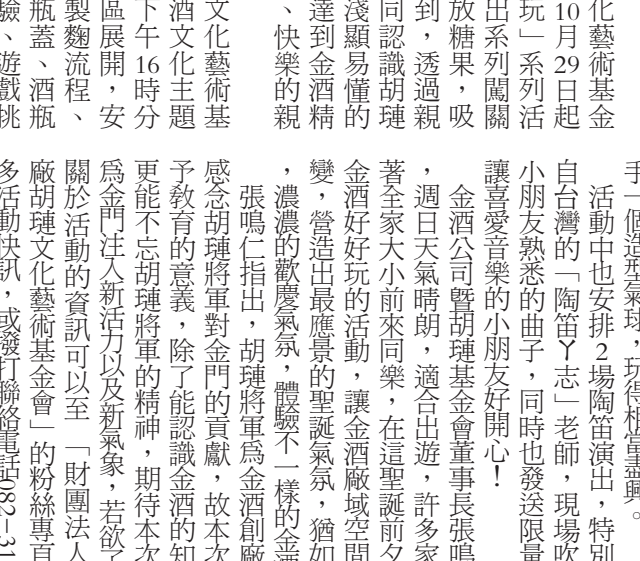 化藝術基金
10月29日起
玩」系列活
出系列闖關
放糖果，吸
到，透過親
同認識胡璉
淺顯易懂的
達到金酒精
、快樂的親
文化藝術基
酒文化主題
下午16時分
區展開，安
製麴流程、
瓶蓋、酒瓶
驗、遊戲挑
手一個造型氣球，玩得相當盡興。
活動中也安排2場陶笛演出，特別
自台灣的「陶笛丫志」老師，現場吹
小朋友熟悉的曲子，同時也發送限量
讓喜愛音樂的小朋友好開心！
金酒公司暨胡璉基金會董事長張鳴
，週日天氣晴朗，適合出遊，許多家
著全家大小前來同樂，在這聖誕前夕
金酒好好玩的活動，讓金酒廠域空間
變，營造出最應景的聖誕氣氛，猶如
，濃濃的歡慶氣氛，體驗不一樣的金
張鳴仁指出，胡璉將軍為金酒創廠
感念胡璉將軍對金門的貢獻，故本次
予教育的意義，除了能認識金酒的知
更能不忘胡璉將軍的精神，期待本次
為金門注入新活力以及新氣象，若欲了
關於活動的資訊可以至「財團法人
廠胡璉文化藝術基金會」的粉絲專頁
多活動快訊，或撥打聯絡電話082-31